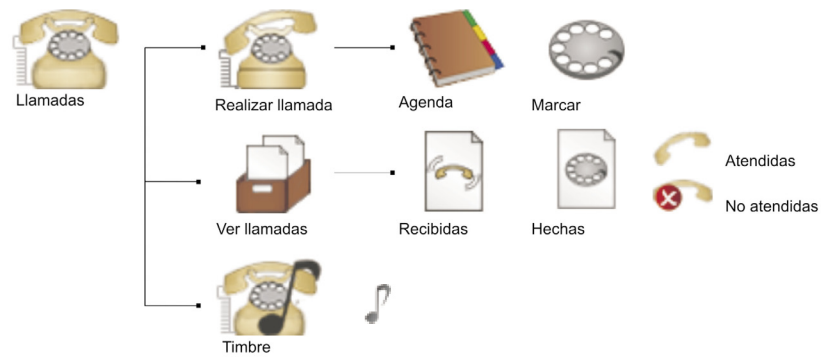 Llamadas
Realizar llamada
Agenda
Marcar
Ver llamadas
Recibidas
Hechas
Atendidas
No atendidas
Timbre